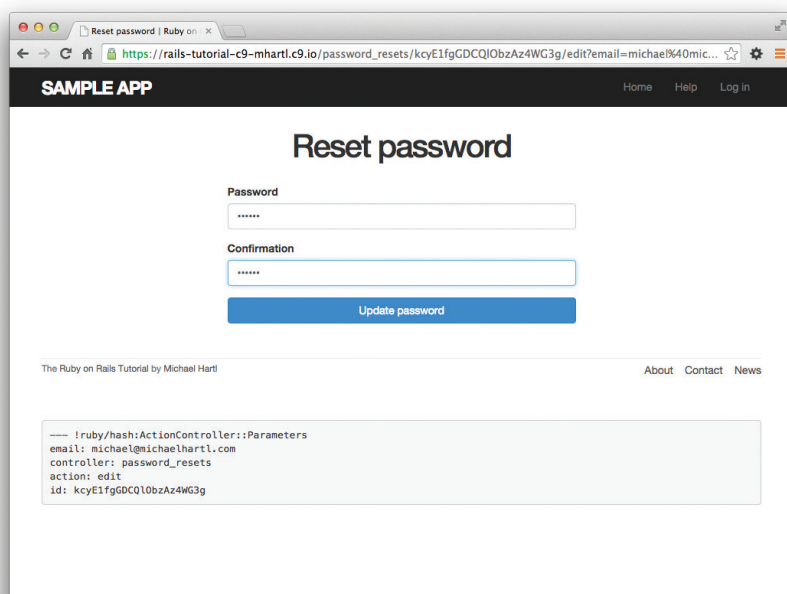 Reset password | Ruby on
https://rails-tutorial-c9-mhartl.c9.io/password_resets/kcyE1fgGDCQlObzAz4WG3g/edit?email=michael%40mic...
SAMPLE APP Home Help Log in
Reset password
Password
••••••
Confirmation
••••••
Update password
The Ruby on Rails Tutorial by Michael Hartl About Contact News
––– !ruby/hash:ActionController::Parameters
email: michael@michaelhartl.com
controller: password_resets
action: edit
id: kcyE1fgGDCQlObzAz4WG3g